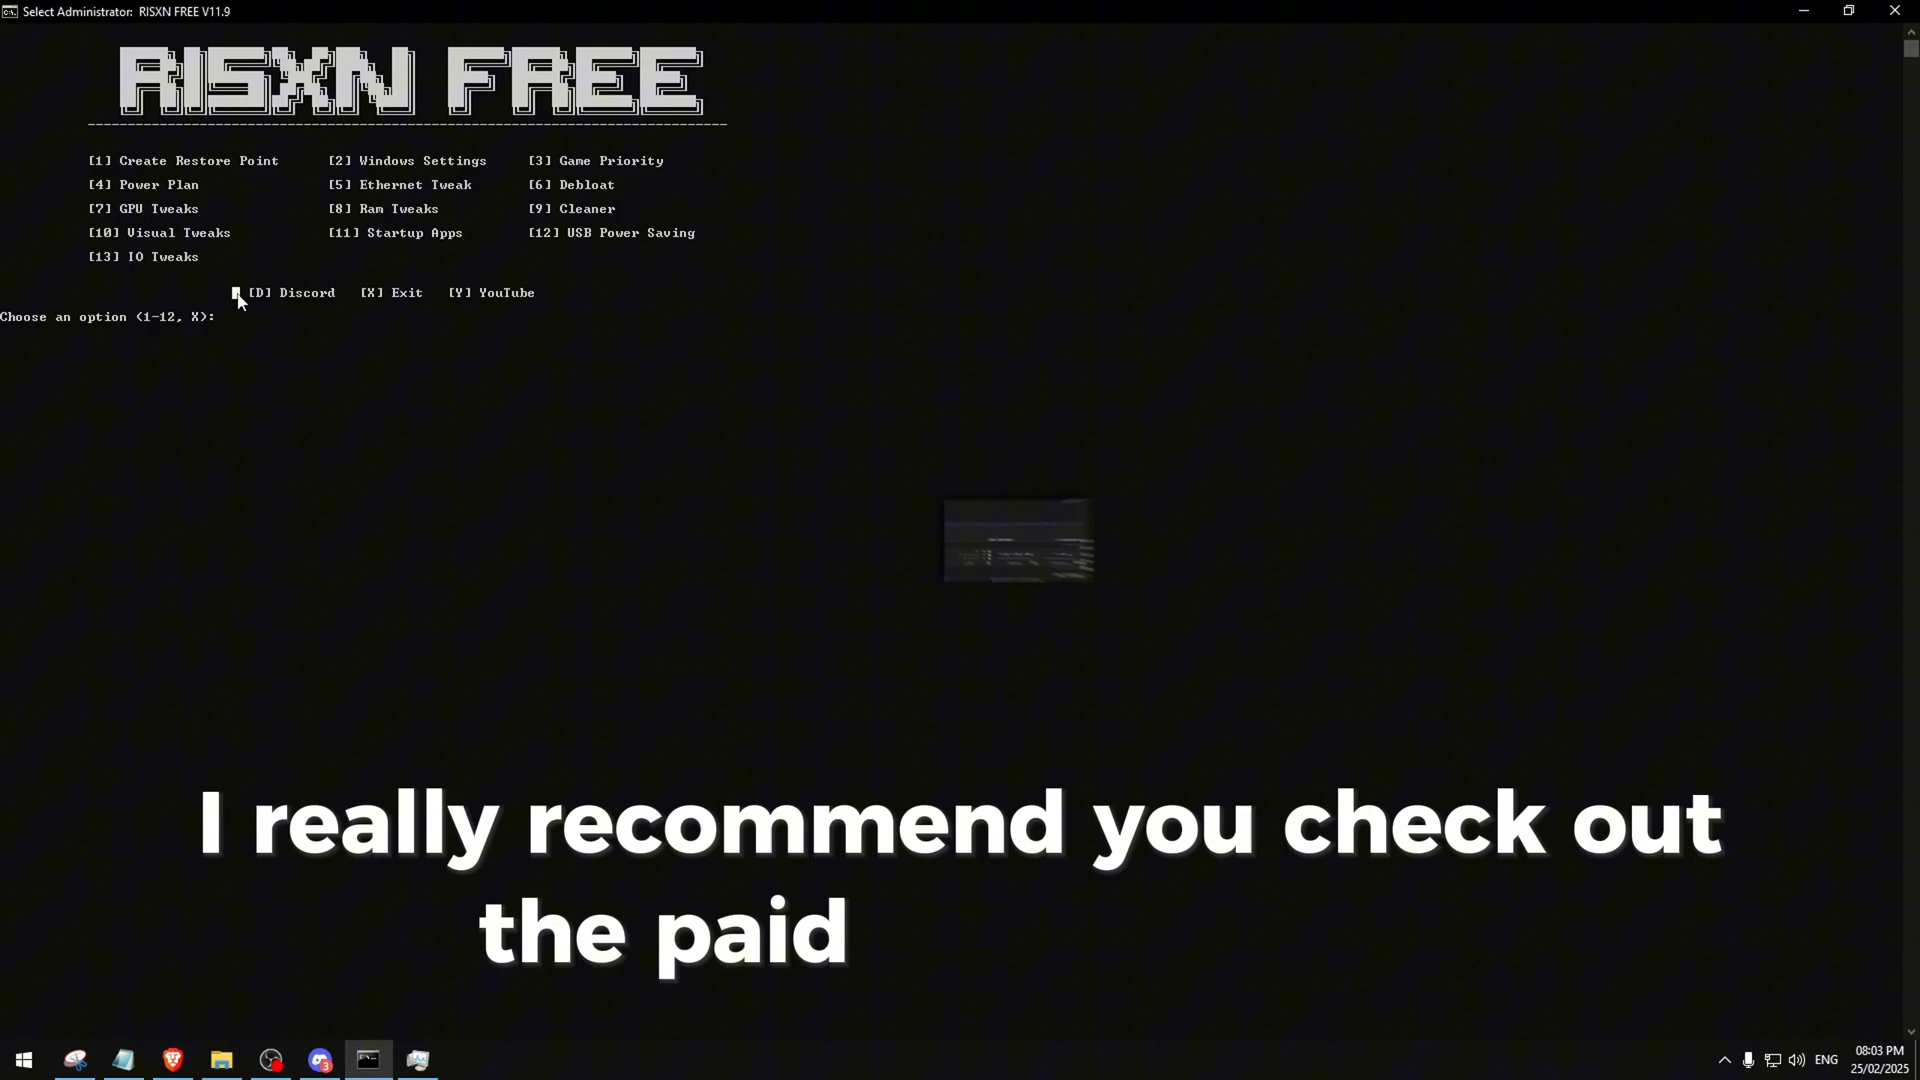 Select Administrator: RISXN FREE V11.9
RISXN FREE
[1] Create Restore Point [2] Windows Settings [3] Game Priority
[4] Power Plan [5] Ethernet Tweak [6] Debloat
[7] GPU Tweaks [8] Ram Tweaks [9] Cleaner
[10] Visual Tweaks [11] Startup Apps [12] USB Power Saving
[13] IO Tweaks
[D] Discord [X] Exit [Y] YouTube
Choose an option (1-12, X):
I really recommend you check out
the paid
3
ENG
08:03 PM
25/02/2025